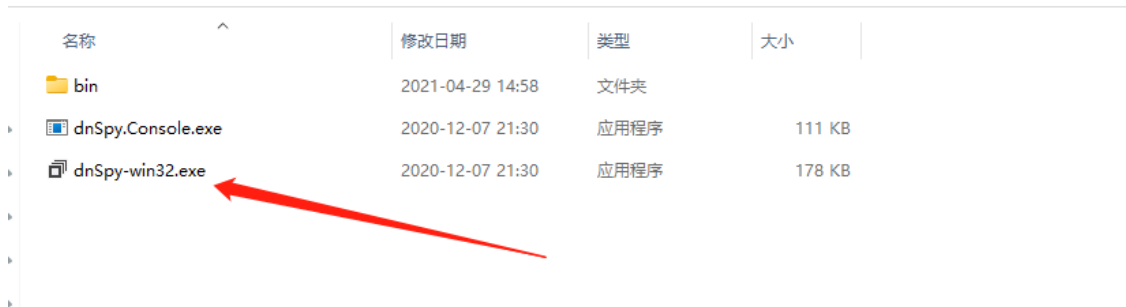 名称 修改日期 类型 大小
bin 2021-04-29 14:58 文件夹
dnSpy.Console.exe 2020-12-07 21:30 应用程序 111 KB
dnSpy-win32.exe 2020-12-07 21:30 应用程序 178 KB